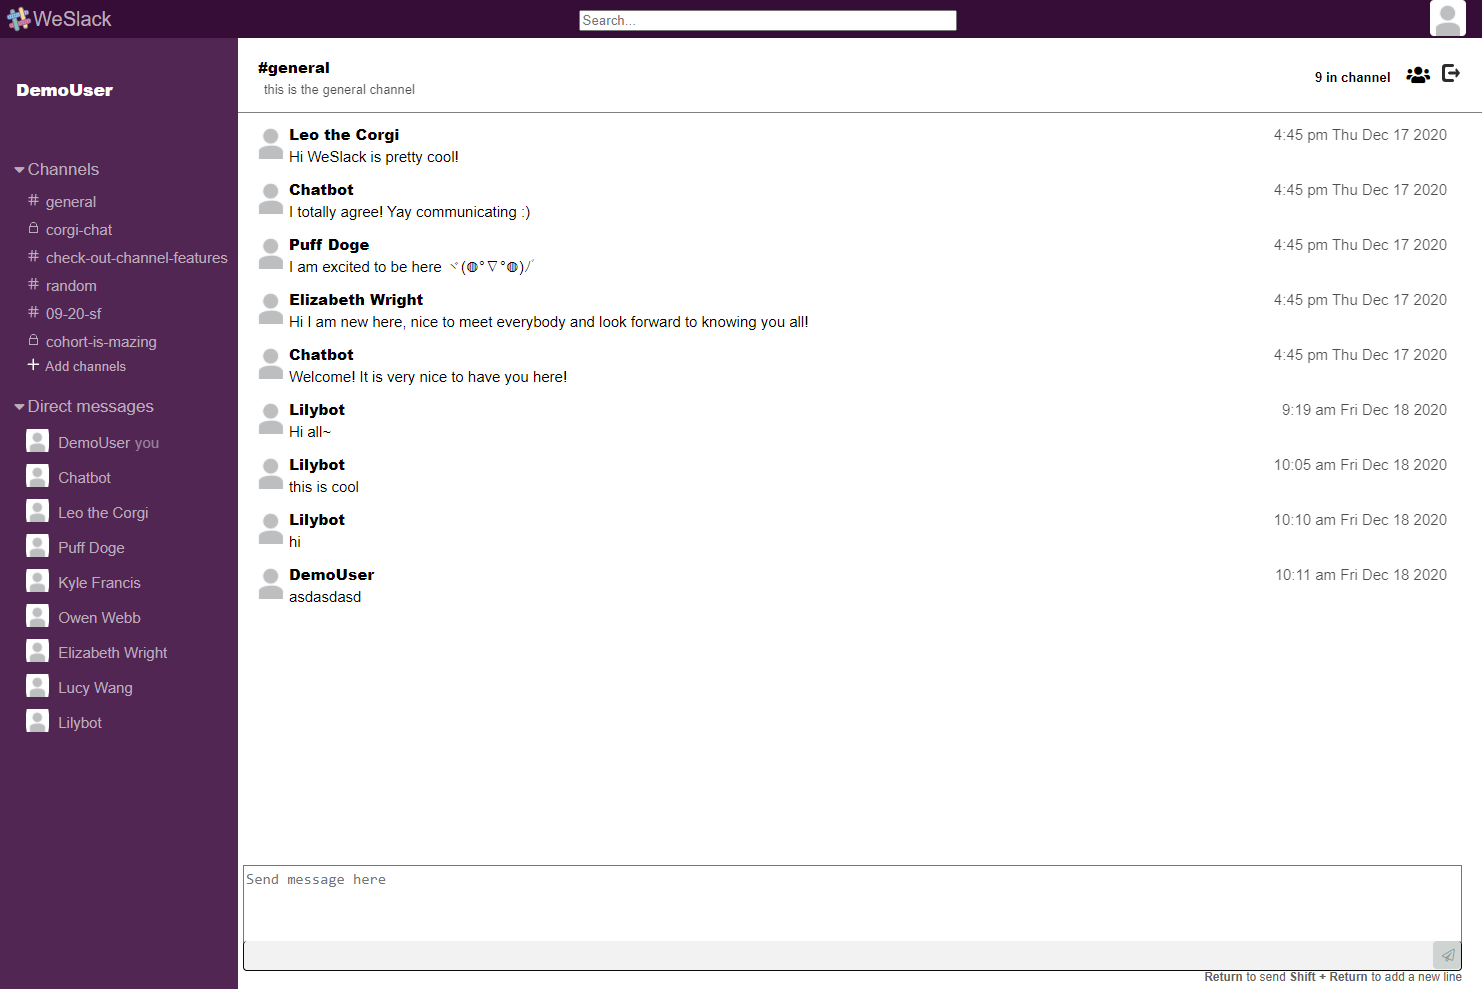 WeSlack
Search...
DemoUser
Channels
# general
corgi-chat
# check-out-channel-features
# random
# 09-20-sf
cohort-is-mazing
+ Add channels
Direct messages
DemoUser you
Chatbot
Leo the Corgi
Puff Doge
Kyle Francis
Owen Webb
Elizabeth Wright
Lucy Wang
Lilybot
#general
this is the general channel
9 in channel
Leo the Corgi 4:45 pm Thu Dec 17 2020
Hi WeSlack is pretty cool!
Chatbot 4:45 pm Thu Dec 17 2020
I totally agree! Yay communicating :)
Puff Doge 4:45 pm Thu Dec 17 2020
I am excited to be here ヾ(◍°∇°◍)ﾉﾞ
Elizabeth Wright 4:45 pm Thu Dec 17 2020
Hi I am new here, nice to meet everybody and look forward to knowing you all!
Chatbot 4:45 pm Thu Dec 17 2020
Welcome! It is very nice to have you here!
Lilybot 9:19 am Fri Dec 18 2020
Hi all~
Lilybot 10:05 am Fri Dec 18 2020
this is cool
Lilybot 10:10 am Fri Dec 18 2020
hi
DemoUser 10:11 am Fri Dec 18 2020
asdasdasd
Send message here
Return to send Shift + Return to add a new line